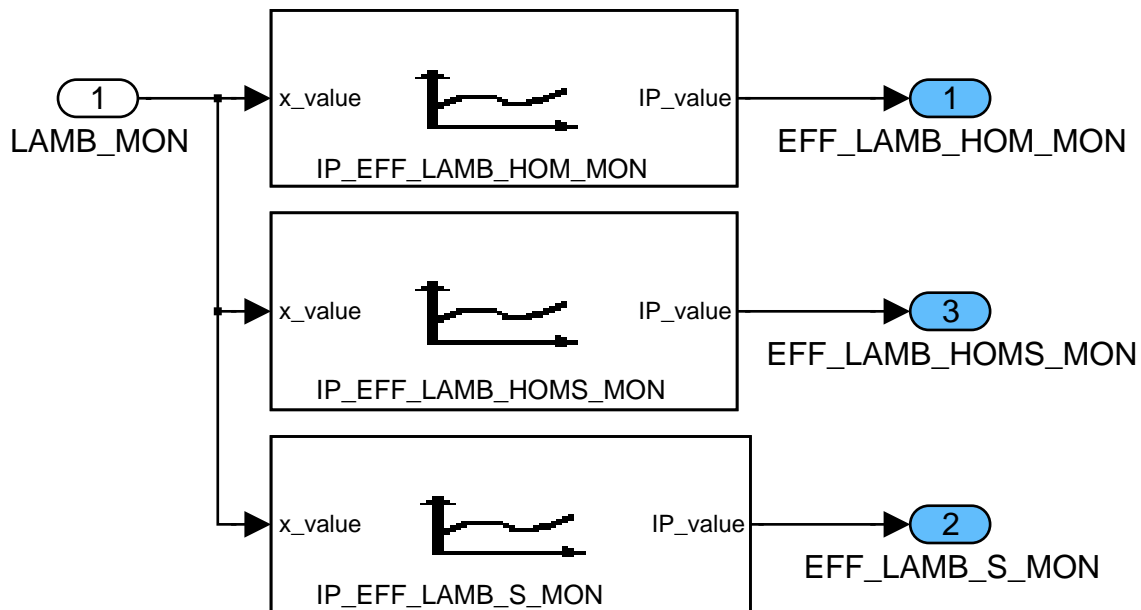 1
LAMB_MON
x_value
IP_value
IP_EFF_LAMB_HOM_MON
1
EFF_LAMB_HOM_MON
x_value
IP_value
IP_EFF_LAMB_HOMS_MON
3
EFF_LAMB_HOMS_MON
x_value
IP_value
IP_EFF_LAMB_S_MON
2
EFF_LAMB_S_MON